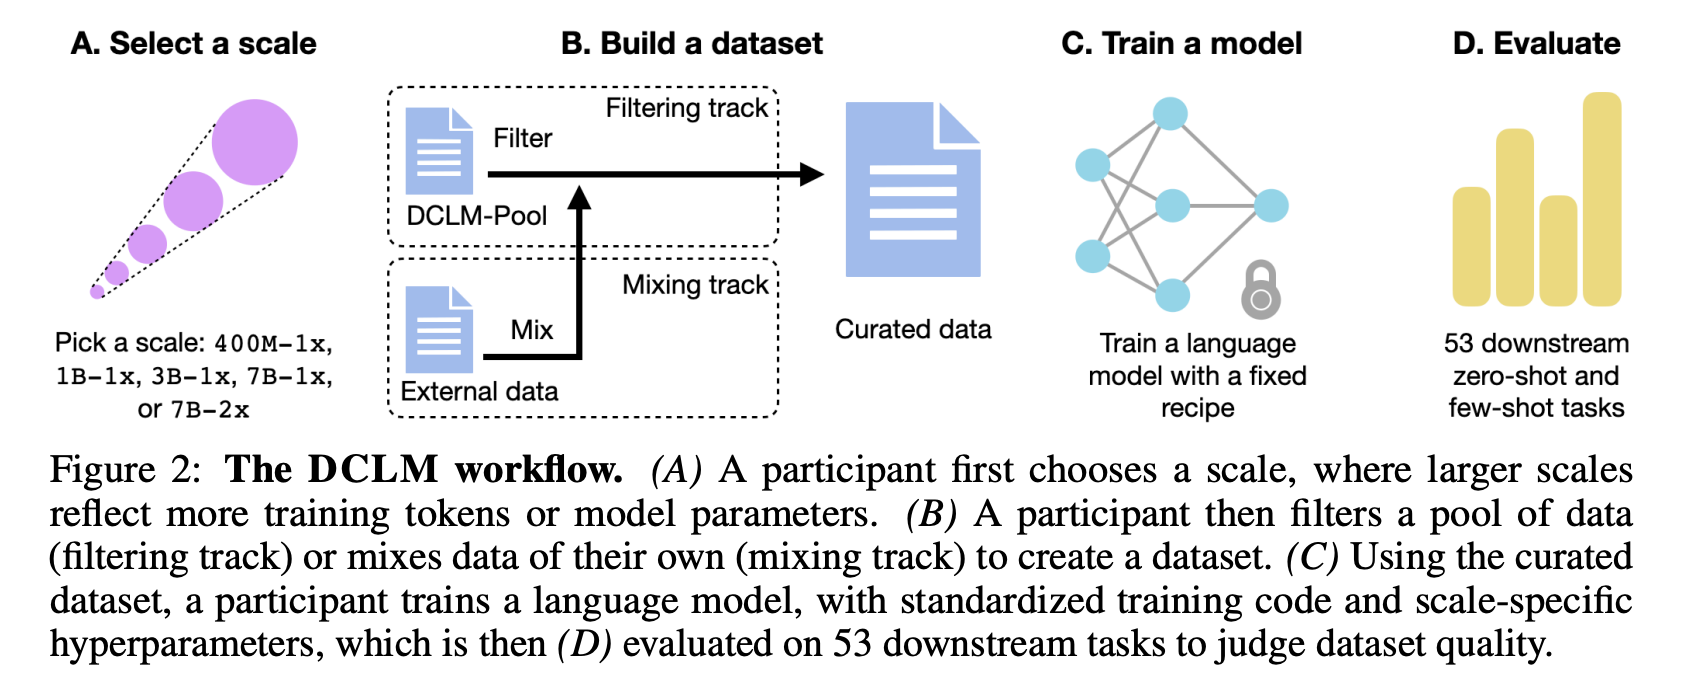 A. Select a scale
Pick a scale: 400M-1x,
1B-1x, 3B-1x, 7B-1x,
or 7B-2x
B. Build a dataset
Filtering track
Filter
DCLM-Pool
Mixing track
Mix
External data
Curated data
C. Train a model
Train a language
model with a fixed
recipe
D. Evaluate
53 downstream
zero-shot and
few-shot tasks
Figure 2: The DCLM workflow. (A) A participant first chooses a scale, where larger scales
reflect more training tokens or model parameters. (B) A participant then filters a pool of data
(filtering track) or mixes data of their own (mixing track) to create a dataset. (C) Using the curated
dataset, a participant trains a language model, with standardized training code and scale-specific
hyperparameters, which is then (D) evaluated on 53 downstream tasks to judge dataset quality.